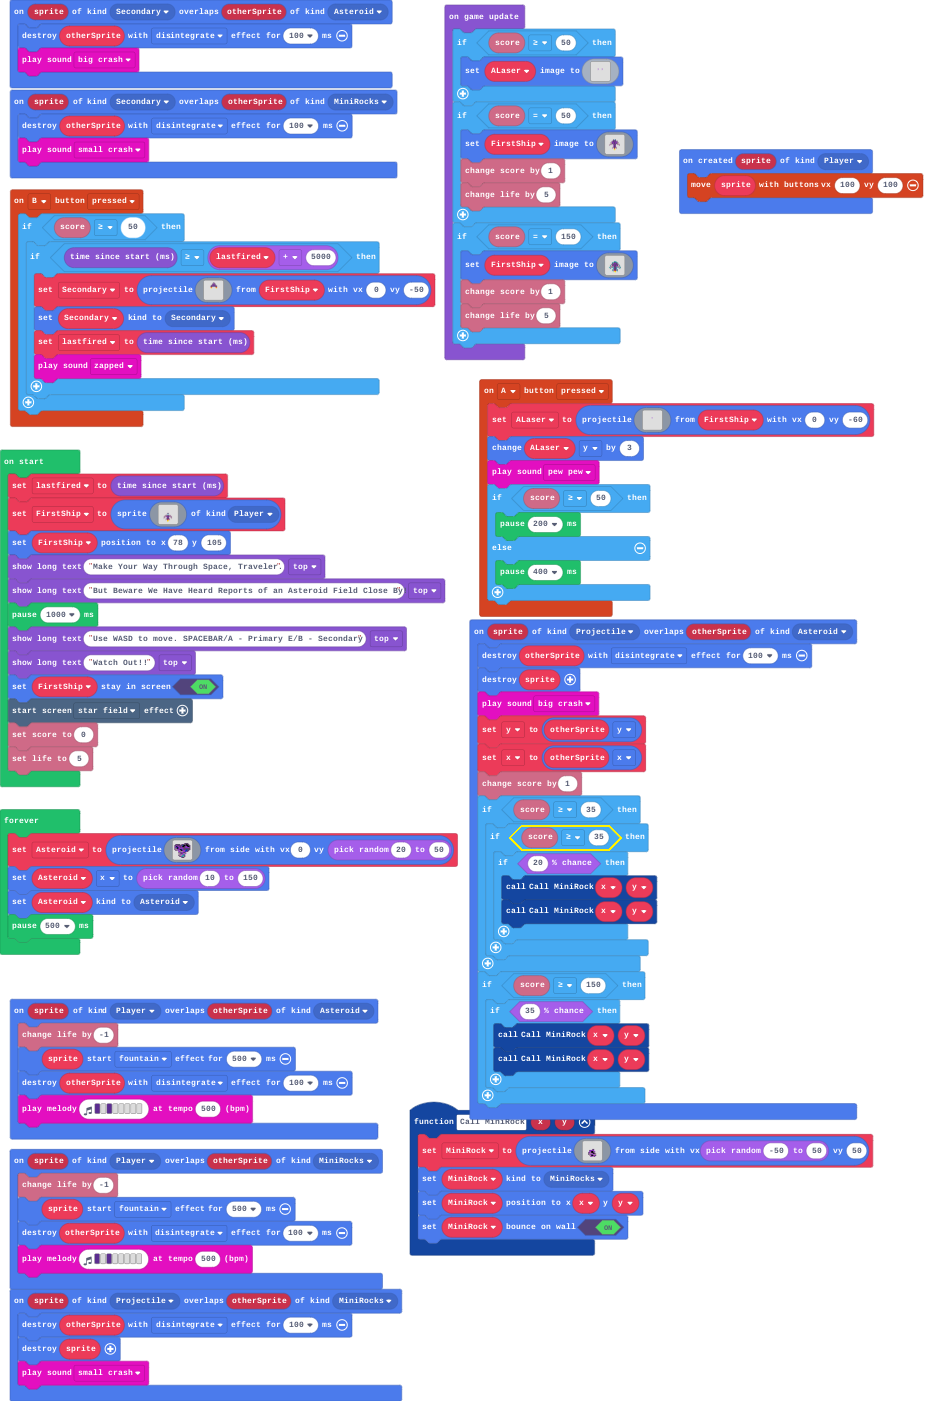 on sprite of kind Secondary overlaps otherSprite of kind Asteroid
destroy otherSprite with disintegrate effect for 100 ms
play sound big crash
on sprite of kind Secondary overlaps otherSprite of kind MiniRocks
destroy otherSprite with disintegrate effect for 100 ms
play sound small crash
on B button pressed
if score ≥ 50 then
if time since start (ms) ≥ lastfired + 5000 then
set Secondary to projectile from FirstShip with vx 0 vy -50
set Secondary kind to Secondary
set lastfired to time since start (ms)
play sound zapped
on start
set lastfired to time since start (ms)
set FirstShip to sprite of kind Player
set FirstShip position to x 78 y 105
show long text "Make Your Way Through Space, Traveler". top
show long text "But Beware We Have Heard Reports of an Asteroid Field Close By top
pause 1000 ms
show long text "Use WASD to move. SPACEBAR/A - Primary E/B - Secondary" top
show long text "Watch Out!!" top
set FirstShip stay in screen ON
start screen star field effect
set score to 0
set life to 5
forever
set Asteroid to projectile from side with vx 0 vy pick random 20 to 50
set Asteroid x to pick random 10 to 150
set Asteroid kind to Asteroid
pause 500 ms
on sprite of kind Player overlaps otherSprite of kind Asteroid
change life by -1
sprite start fountain effect for 500 ms
destroy otherSprite with disintegrate effect for 100 ms
play melody at tempo 500 (bpm)
on sprite of kind Player overlaps otherSprite of kind MiniRocks
change life by -1
sprite start fountain effect for 500 ms
destroy otherSprite with disintegrate effect for 100 ms
play melody at tempo 500 (bpm)
on sprite of kind Projectile overlaps otherSprite of kind MiniRocks
destroy otherSprite with disintegrate effect for 100 ms
destroy sprite
play sound small crash
on game update
if score ≥ 50 then
set ALaser image to
if score = 50 then
set FirstShip image to
change score by 1
change life by 5
if score = 150 then
set FirstShip image to
change score by 1
change life by 5
on created sprite of kind Player
move sprite with buttons vx 100 vy 100
on A button pressed
set ALaser to projectile from FirstShip with vx 0 vy -60
change ALaser y by 3
play sound pew pew
if score ≥ 50 then
pause 200 ms
else
pause 400 ms
on sprite of kind Projectile overlaps otherSprite of kind Asteroid
destroy otherSprite with disintegrate effect for 100 ms
destroy sprite
play sound big crash
set y to otherSprite y
set x to otherSprite x
change score by 1
if score ≥ 35 then
if score ≥ 35 then
if 20 % chance then
call Call MiniRock x y
call Call MiniRock x y
if score ≥ 150 then
if 35 % chance then
call Call MiniRock x y
call Call MiniRock x y
function Call MiniRock x y
set MiniRock to projectile from side with vx pick random -50 to 50 vy 50
set MiniRock kind to MiniRocks
set MiniRock position to x x y y
set MiniRock bounce on wall ON